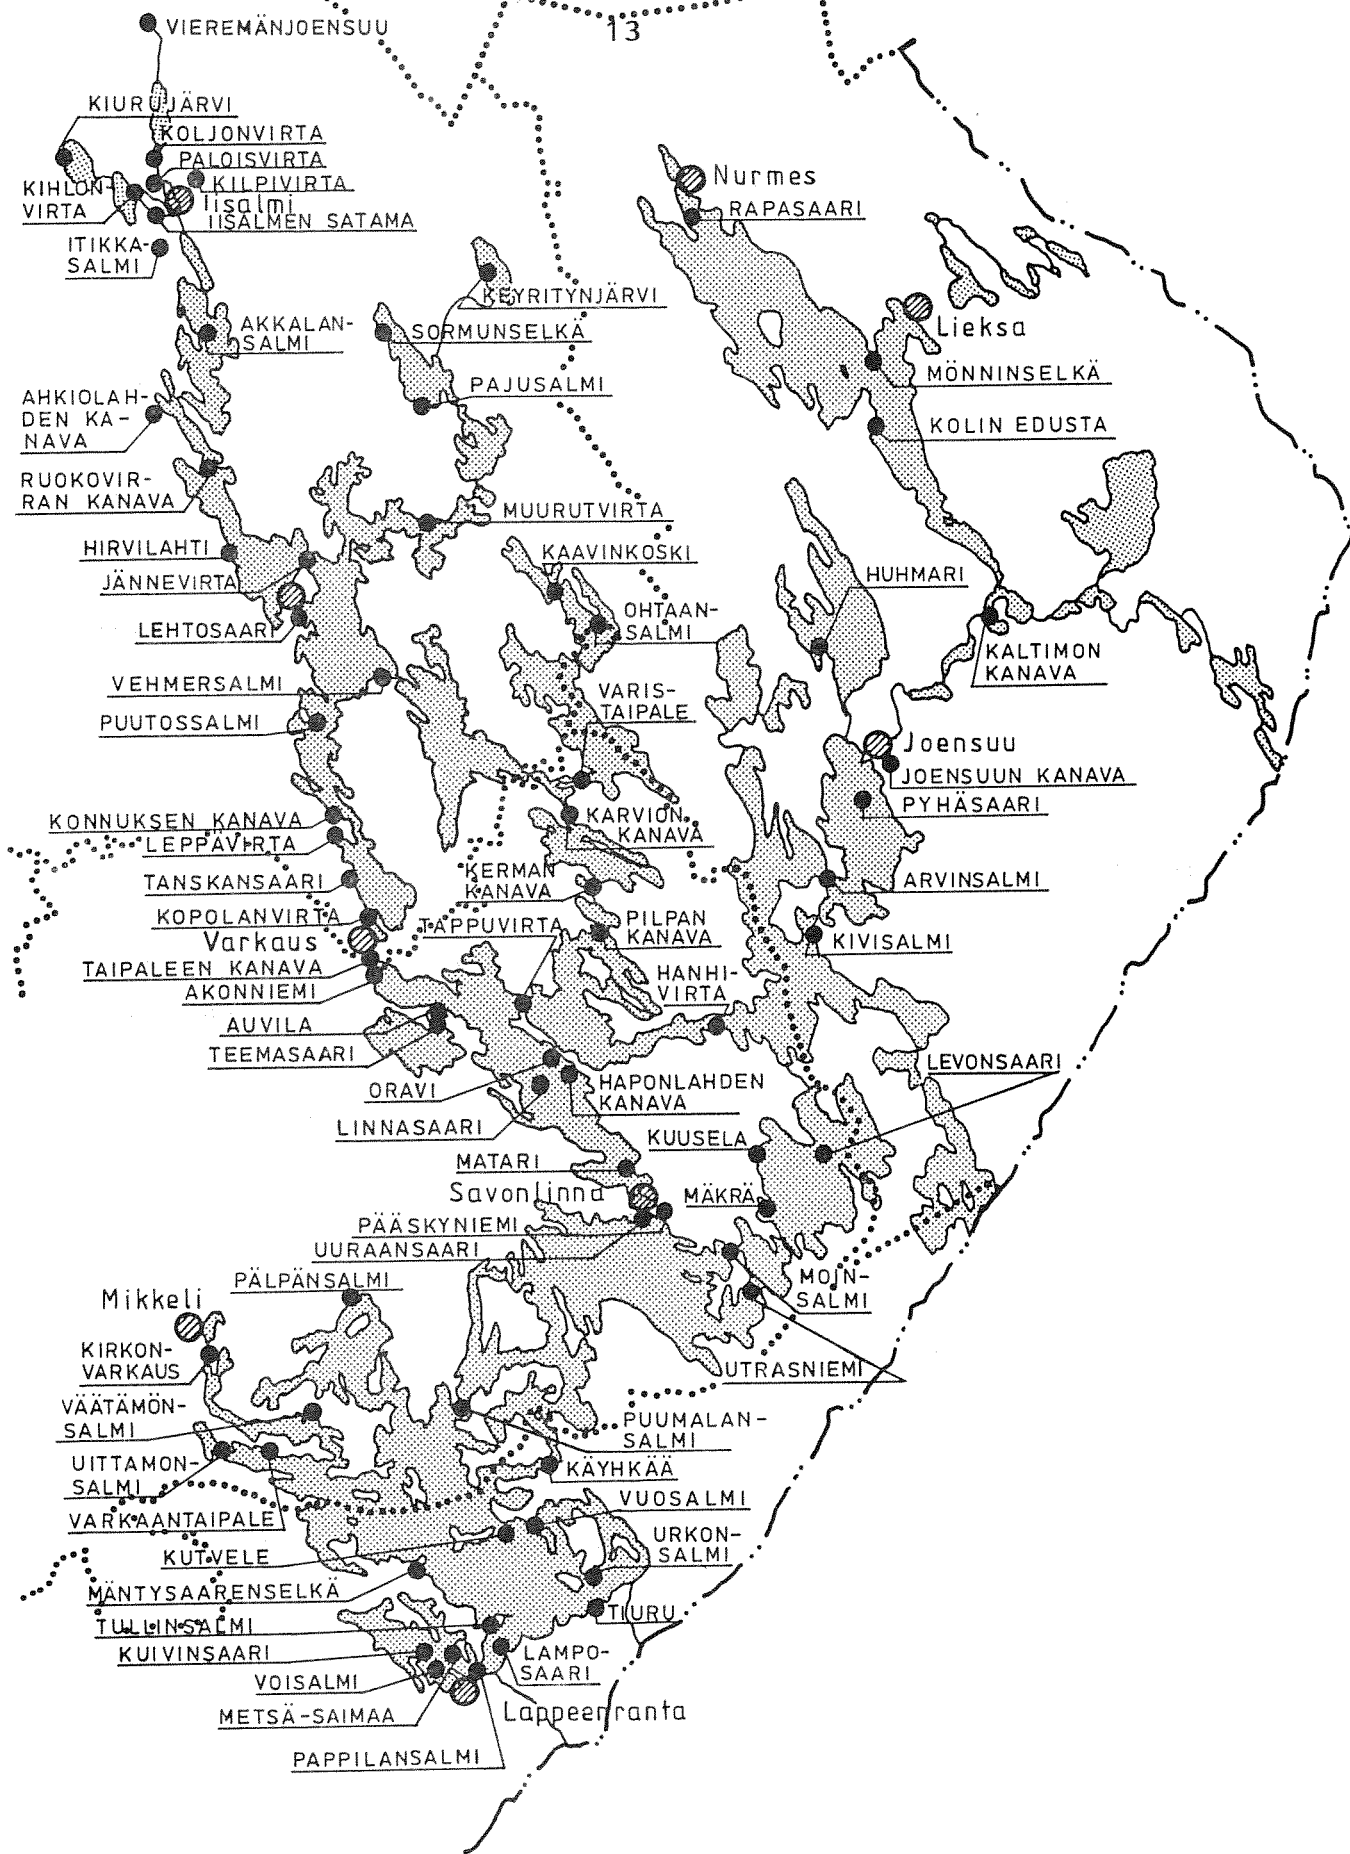 13
VIEREMÄNJOENSUU
KIURUJÄRVI
KOLJONVIRTA
PALOISVIRTA
KILPIVIRTA
KIHLON-
VIRTA
Iisalmi
IISALMEN SATAMA
ITIKKA-
SALMI
Nurmes
RAPASAARI
KEYRITYNJÄRVI
AKKALAN-
SALMI
SORMUNSELKÄ
Lieksa
PAJUSALMI
MÖNNINSELKÄ
AHKIOLAH-
DEN KA-
NAVA
KOLIN EDUSTA
RUOKOVIR-
RAN KANAVA
MUURUTVIRTA
HIRVILAHTI
KAAVINKOSKI
JÄNNEVIRTA
HUHMARI
LEHTOSAARI
OHTAAN-
SALMI
KALTIMON
KANAVA
VEHMERSALMI
VARIS-
TAIPALE
PUUTOSSALMI
Joensuu
JOENSUUN KANAVA
PYHÄSAARI
KONNUKSEN KANAVA
KARVION
KANAVA
LEPPÄVIRTA
TANSKANSAARI
KERMAN
KANAVA
ARVINSALMI
KOPOLANVIRTA
TAPPUVIRTA
PILPAN
KANAVA
Varkaus
KIVISALMI
TAIPALEEN KANAVA
AKONNIEMI
HANHI-
VIRTA
AUVILA
TEEMASAARI
LEVONSAARI
ORAVI
HAPONLAHDEN
KANAVA
LINNASAARI
KUUSELA
MATARI
Savonlinna
MÄKRÄ
PÄÄSKYNIEMI
UURAANSAARI
PÄLPÄNSALMI
MOIN-
SALMI
Mikkeli
KIRKON-
VARKAUS
UTRASNIEMI
VÄÄTÄMÖN-
SALMI
PUUMALAN-
SALMI
UITTAMON-
SALMI
KÄYHKÄÄ
VUOSALMI
VARKAANTAIPALE
URKON-
SALMI
KUTVELE
MÄNTYSAARENSELKÄ
TIURU
TULLINSALMI
KUIVINSAARI
LAMPO-
SAARI
VOISALMI
METSÄ-SAIMAA
Lappeenranta
PAPPILANSALMI